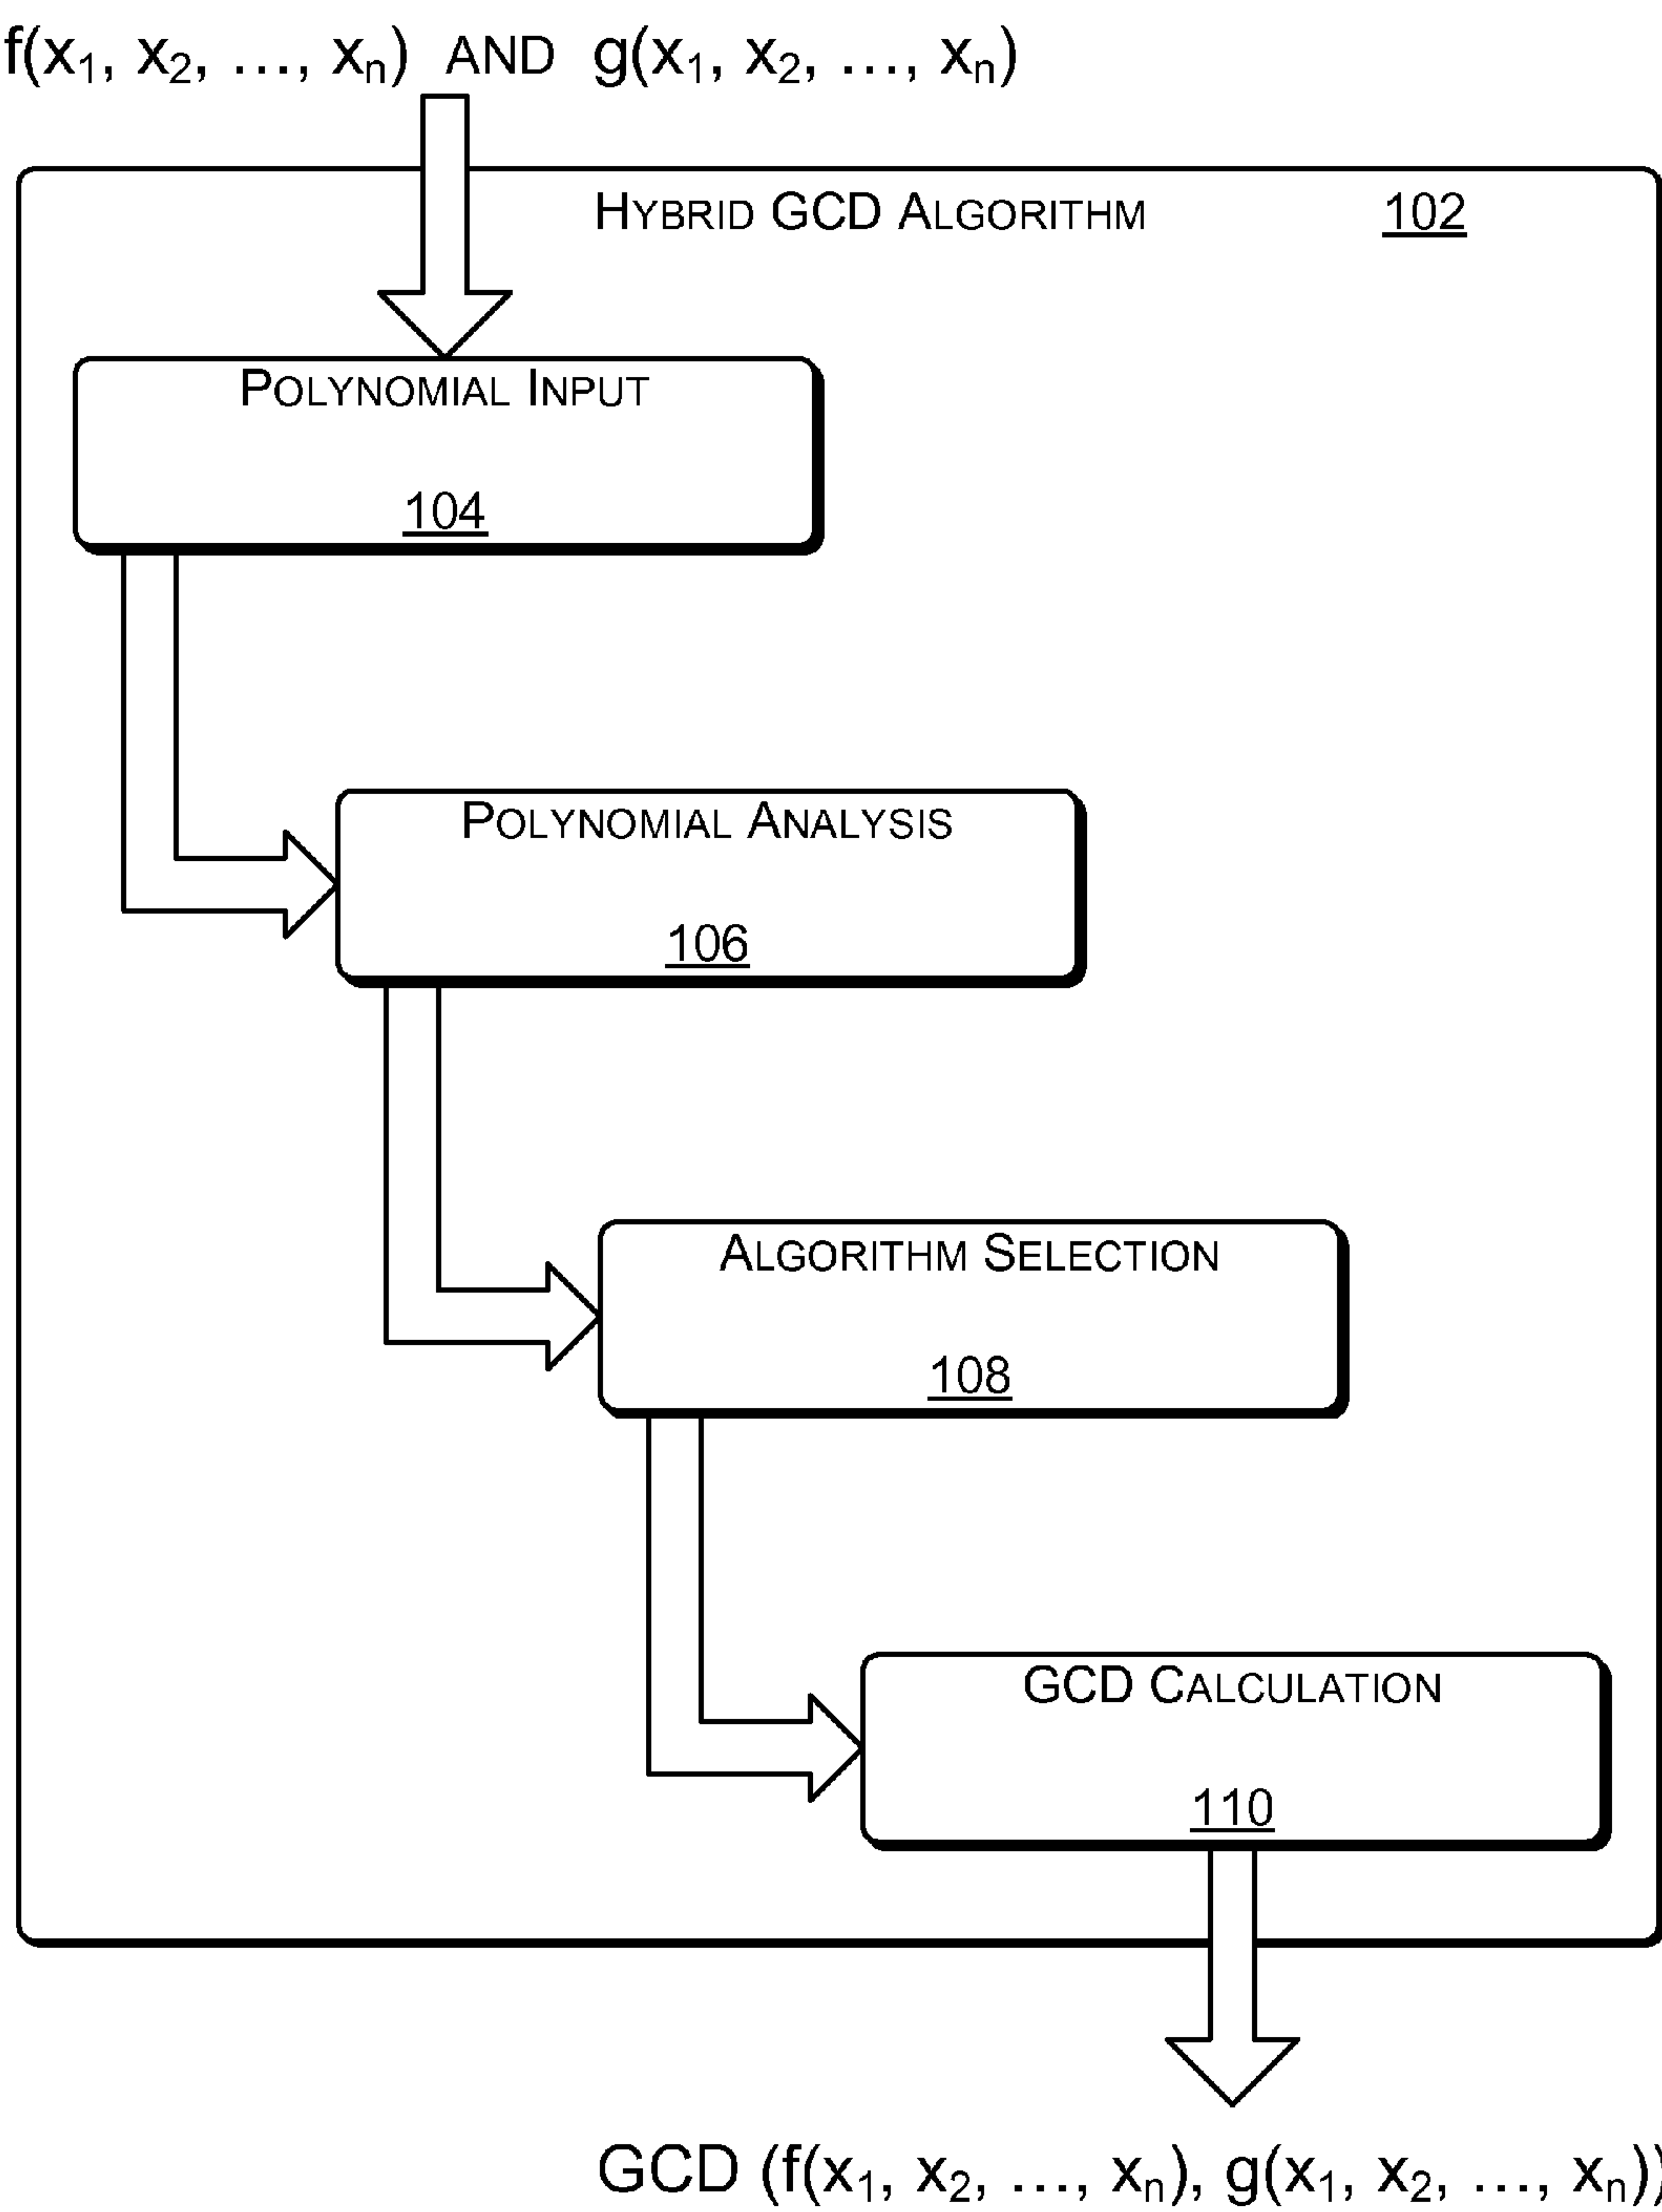 f(x₁, x₂, ..., xₙ) AND g(x₁, x₂, ..., xₙ)
HYBRID GCD ALGORITHM 102
POLYNOMIAL INPUT
104
POLYNOMIAL ANALYSIS
106
ALGORITHM SELECTION
108
GCD CALCULATION
110
GCD (f(x₁, x₂, ..., xₙ), g(x₁, x₂, ..., xₙ))